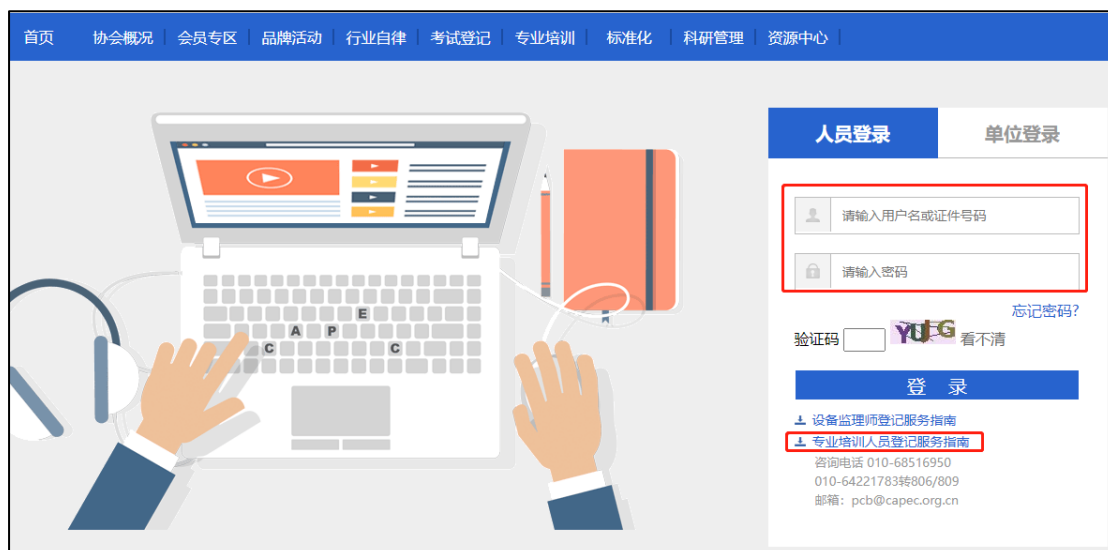 首页 协会概况 会员专区 品牌活动 行业自律 考试登记 专业培训 标准化 科研管理 资源中心
人员登录 单位登录
请输入用户名或证件号码
请输入密码
忘记密码?
验证码 YUFG 看不清
登 录
设备监理师登记服务指南
专业培训人员登记服务指南
咨询电话 010-68516950
010-64221783转806/809
邮箱：pcb@capec.org.cn
E
A P
C C